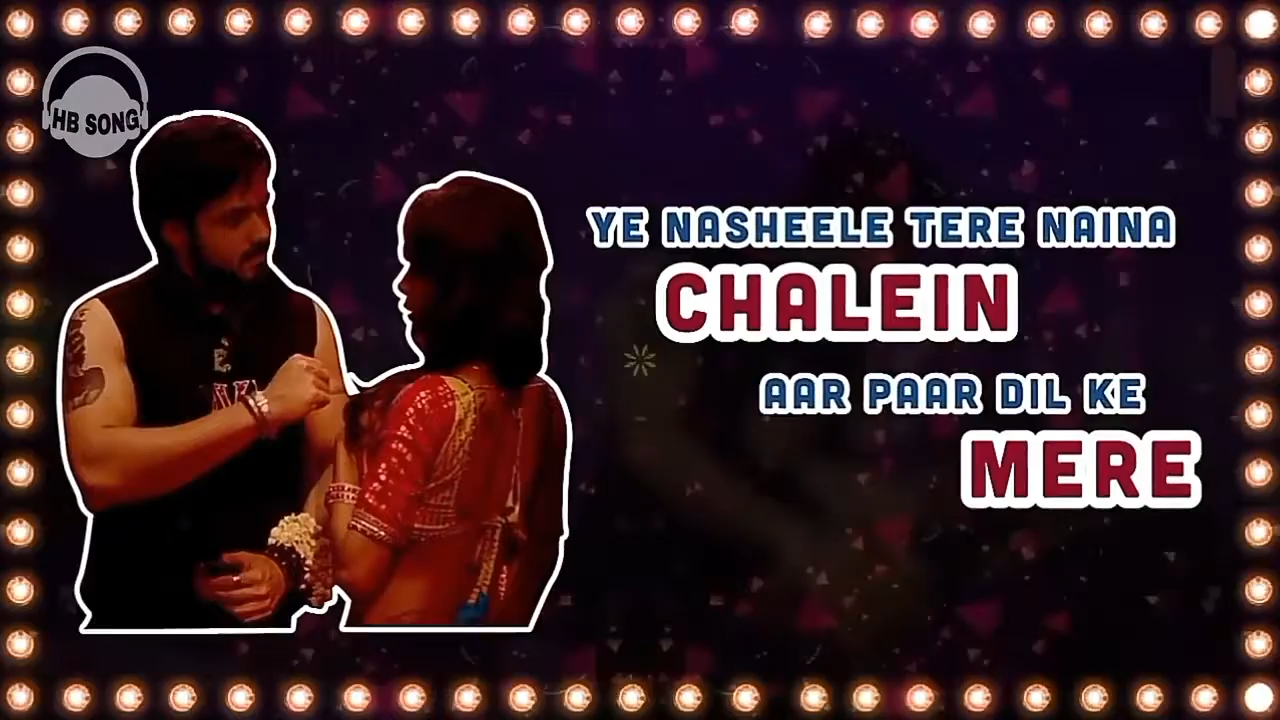 HB SONG
YE NASHEELE TERE NAINA
CHALEIN
AAR PAAR DIL KE
MERE